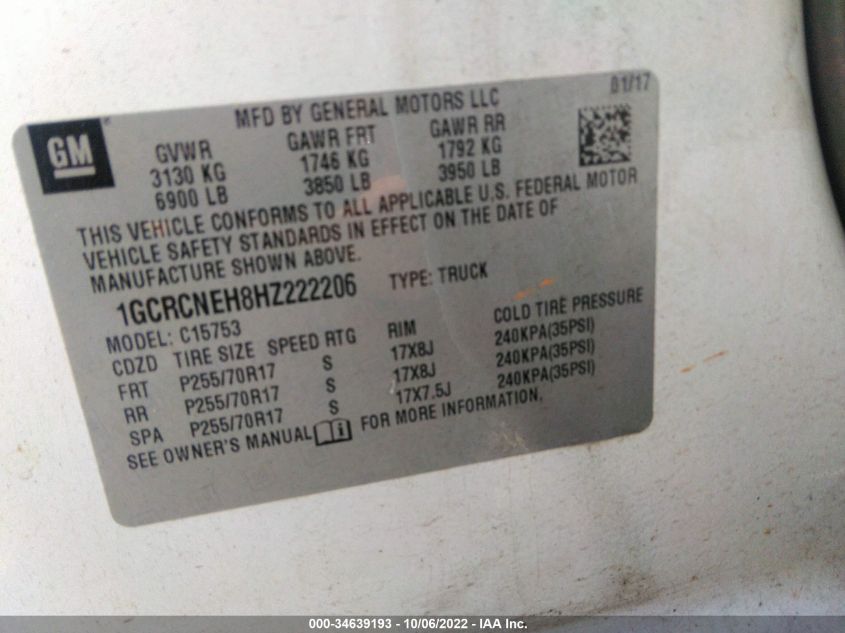 MFD BY GENERAL MOTORS LLC 01/17
GM
GVWR GAWR FRT GAWR RR
3130 KG 1746 KG 1792 KG
6900 LB 3850 LB 3950 LB
THIS VEHICLE CONFORMS TO ALL APPLICABLE U.S. FEDERAL MOTOR
VEHICLE SAFETY STANDARDS IN EFFECT ON THE DATE OF
MANUFACTURE SHOWN ABOVE.
1GCRCNEH8HZ222206 TYPE: TRUCK
MODEL: C15753
CDZD TIRE SIZE SPEED RTG RIM COLD TIRE PRESSURE
FRT P255/70R17 S 17X8J 240KPA(35PSI)
RR P255/70R17 S 17X8J 240KPA(35PSI)
SPA P255/70R17 S 17X7.5J 240KPA(35PSI)
SEE OWNER'S MANUAL i FOR MORE INFORMATION.
000-34639193 - 10/06/2022 - IAA Inc.